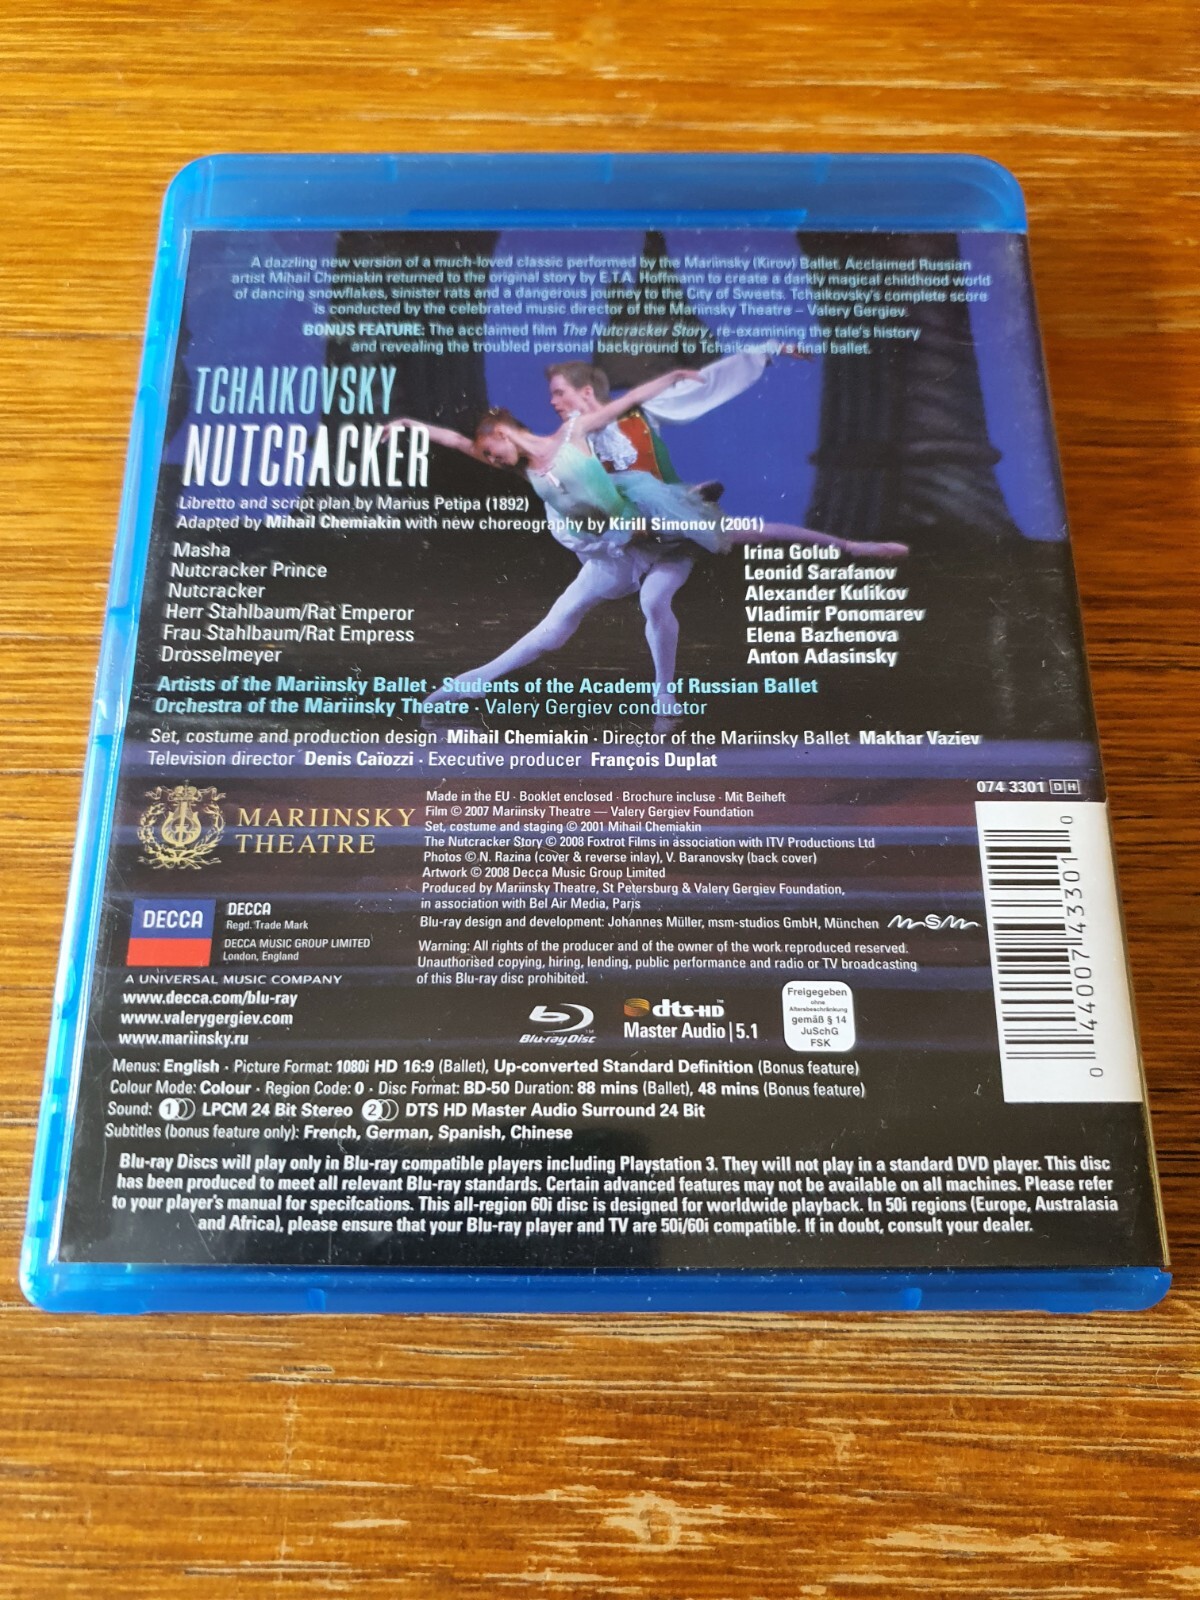 A dazzling new version of a much-loved classic performed by the Mariinsky (Kirov) Ballet. Acclaimed Russian
artist Mihail Chemiakin returned to the original story by E.T.A. Hoffmann to create a darkly magical childhood world
of dancing snowflakes, sinister rats and a dangerous journey to the City of Sweets. Tchaikovsky's complete score
is conducted by the celebrated music director of the Mariinsky Theatre – Valery Gergiev.
BONUS FEATURE: The acclaimed film The Nutcracker Story, re-examining the tale's history
and revealing the troubled personal background to Tchaikovsky's final ballet.
TCHAIKOVSKY
NUTCRACKER
Libretto and script plan by Marius Petipa (1892)
Adapted by Mihail Chemiakin with new choreography by Kirill Simonov (2001)
Masha Irina Golub
Nutcracker Prince Leonid Sarafanov
Nutcracker Alexander Kulikov
Herr Stahlbaum/Rat Emperor Vladimir Ponomarev
Frau Stahlbaum/Rat Empress Elena Bazhenova
Drosselmeyer Anton Adasinsky
Artists of the Mariinsky Ballet · Students of the Academy of Russian Ballet
Orchestra of the Mariinsky Theatre · Valery Gergiev conductor
Set, costume and production design Mihail Chemiakin · Director of the Mariinsky Ballet Makhar Vaziev
Television director Denis Caïozzi · Executive producer François Duplat
MARIINSKY
THEATRE
Made in the EU · Booklet enclosed · Brochure incluse · Mit Beiheft
Film © 2007 Mariinsky Theatre — Valery Gergiev Foundation
Set, costume and staging © 2001 Mihail Chemiakin
The Nutcracker Story © 2008 Foxtrot Films in association with ITV Productions Ltd
Photos © N. Razina (cover & reverse inlay), V. Baranovsky (back cover)
Artwork © 2008 Decca Music Group Limited
Produced by Mariinsky Theatre, St Petersburg & Valery Gergiev Foundation,
in association with Bel Air Media, Paris
Blu-ray design and development: Johannes Müller, msm-studios GmbH, München msm
Warning: All rights of the producer and of the owner of the work reproduced reserved.
Unauthorised copying, hiring, lending, public performance and radio or TV broadcasting
of this Blu-ray disc prohibited.
074 3301 DH
0 44007 43301 0
DECCA
DECCA
Regd. Trade Mark
DECCA MUSIC GROUP LIMITED
London, England
A UNIVERSAL MUSIC COMPANY
www.decca.com/blu-ray
www.valerygergiev.com
www.mariinsky.ru
Blu-ray Disc™
dts-HD™
Master Audio | 5.1
Freigegeben
ohne
Altersbeschränkung
gemäß § 14
JuSchG
FSK
Menus: English · Picture Format: 1080i HD 16:9 (Ballet), Up-converted Standard Definition (Bonus feature)
Colour Mode: Colour · Region Code: 0 · Disc Format: BD-50 Duration: 88 mins (Ballet), 48 mins (Bonus feature)
Sound: 1 LPCM 24 Bit Stereo 2 DTS HD Master Audio Surround 24 Bit
Subtitles (bonus feature only): French, German, Spanish, Chinese
Blu-ray Discs will play only in Blu-ray compatible players including Playstation 3. They will not play in a standard DVD player. This disc
has been produced to meet all relevant Blu-ray standards. Certain advanced features may not be available on all machines. Please refer
to your player's manual for specifcations. This all-region 60i disc is designed for worldwide playback. In 50i regions (Europe, Australasia
and Africa), please ensure that your Blu-ray player and TV are 50i/60i compatible. If in doubt, consult your dealer.